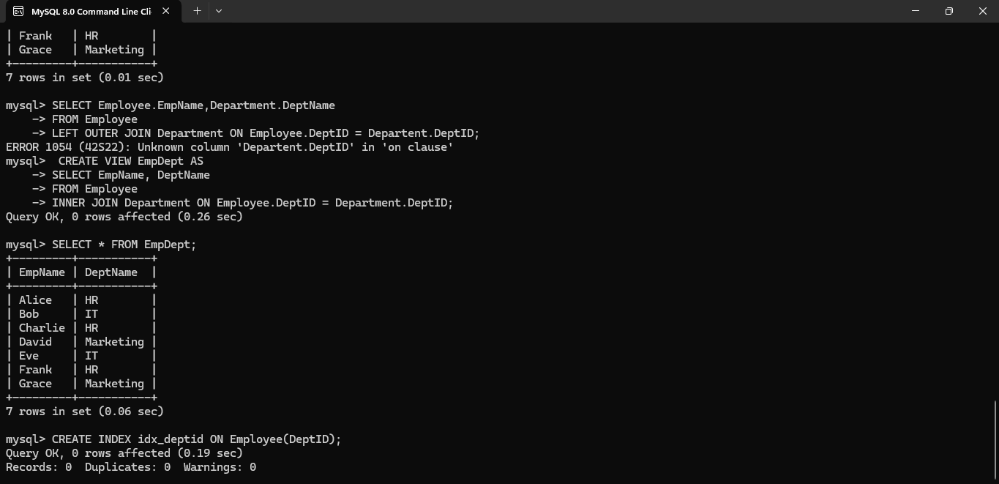 MySQL 8.0 Command Line Cli
| Frank   | HR        |
| Grace   | Marketing |
+---------+-----------+
7 rows in set (0.01 sec)
mysql> SELECT Employee.EmpName,Department.DeptName
    -> FROM Employee
    -> LEFT OUTER JOIN Department ON Employee.DeptID = Departent.DeptID;
ERROR 1054 (42S22): Unknown column 'Departent.DeptID' in 'on clause'
mysql>  CREATE VIEW EmpDept AS
    -> SELECT EmpName, DeptName
    -> FROM Employee
    -> INNER JOIN Department ON Employee.DeptID = Department.DeptID;
Query OK, 0 rows affected (0.26 sec)
mysql> SELECT * FROM EmpDept;
+---------+-----------+
| EmpName | DeptName  |
+---------+-----------+
| Alice   | HR        |
| Bob     | IT        |
| Charlie | HR        |
| David   | Marketing |
| Eve     | IT        |
| Frank   | HR        |
| Grace   | Marketing |
+---------+-----------+
7 rows in set (0.06 sec)
mysql> CREATE INDEX idx_deptid ON Employee(DeptID);
Query OK, 0 rows affected (0.19 sec)
Records: 0  Duplicates: 0  Warnings: 0